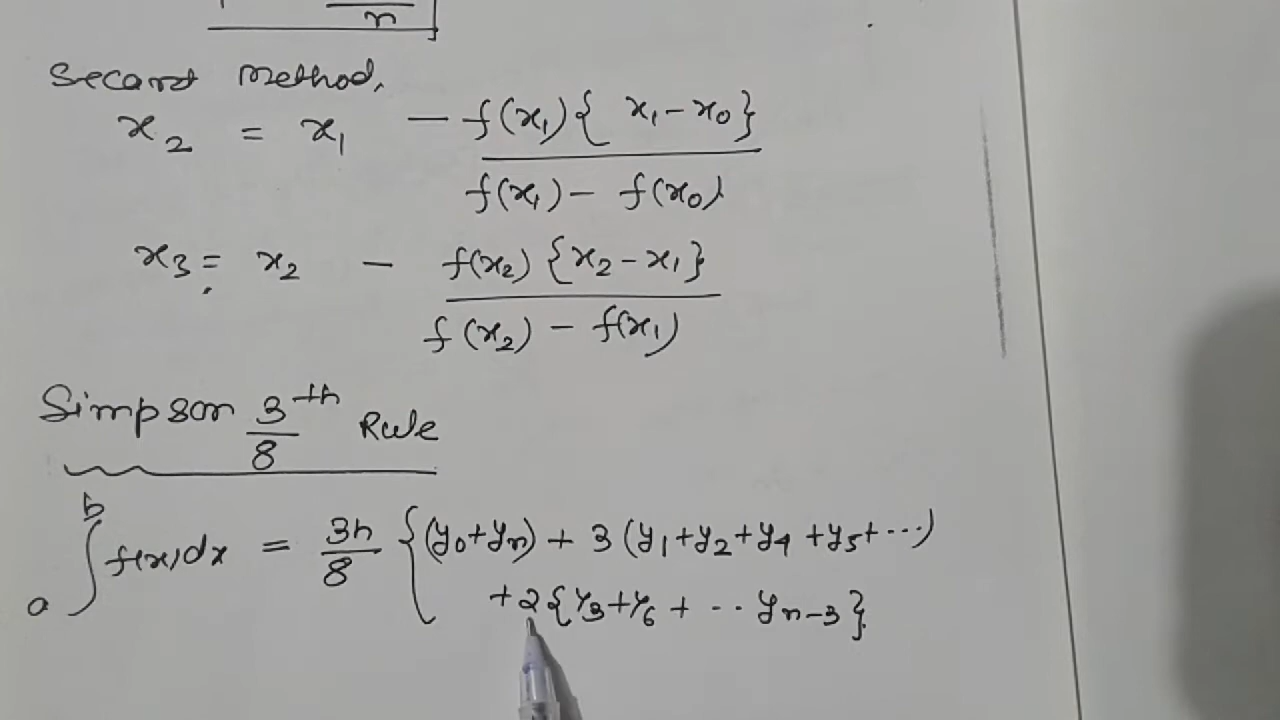 n
Secant Method,
x₂ = x₁ − f(x₁){ x₁−x₀}
f(x₁)− f(x₀)
x₃ = x₂ − f(x₂) {x₂−x₁}
f(x₂) − f(x₁)
Simpson 3/8 th Rule
b
∫ f(x)dx = 3h/8 { (y₀+yₙ) + 3 (y₁+y₂+y₄ +y₅+···)
a
+2{y₃+y₆ + ·· yₙ₋₃}